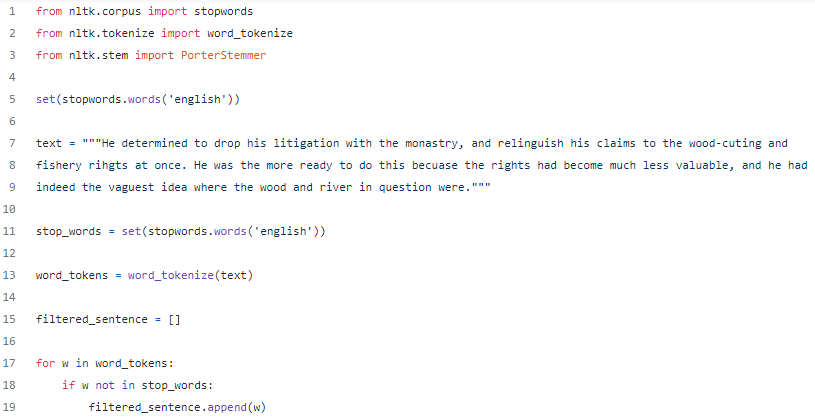 1 from nltk.corpus import stopwords
2 from nltk.tokenize import word_tokenize
3 from nltk.stem import PorterStemmer
4
5 set(stopwords.words('english'))
6
7 text = """He determined to drop his litigation with the monastry, and relinguish his claims to the wood-cuting and
8 fishery rihgts at once. He was the more ready to do this becuase the rights had become much less valuable, and he had
9 indeed the vaguest idea where the wood and river in question were."""
10
11 stop_words = set(stopwords.words('english'))
12
13 word_tokens = word_tokenize(text)
14
15 filtered_sentence = []
16
17 for w in word_tokens:
18     if w not in stop_words:
19         filtered_sentence.append(w)